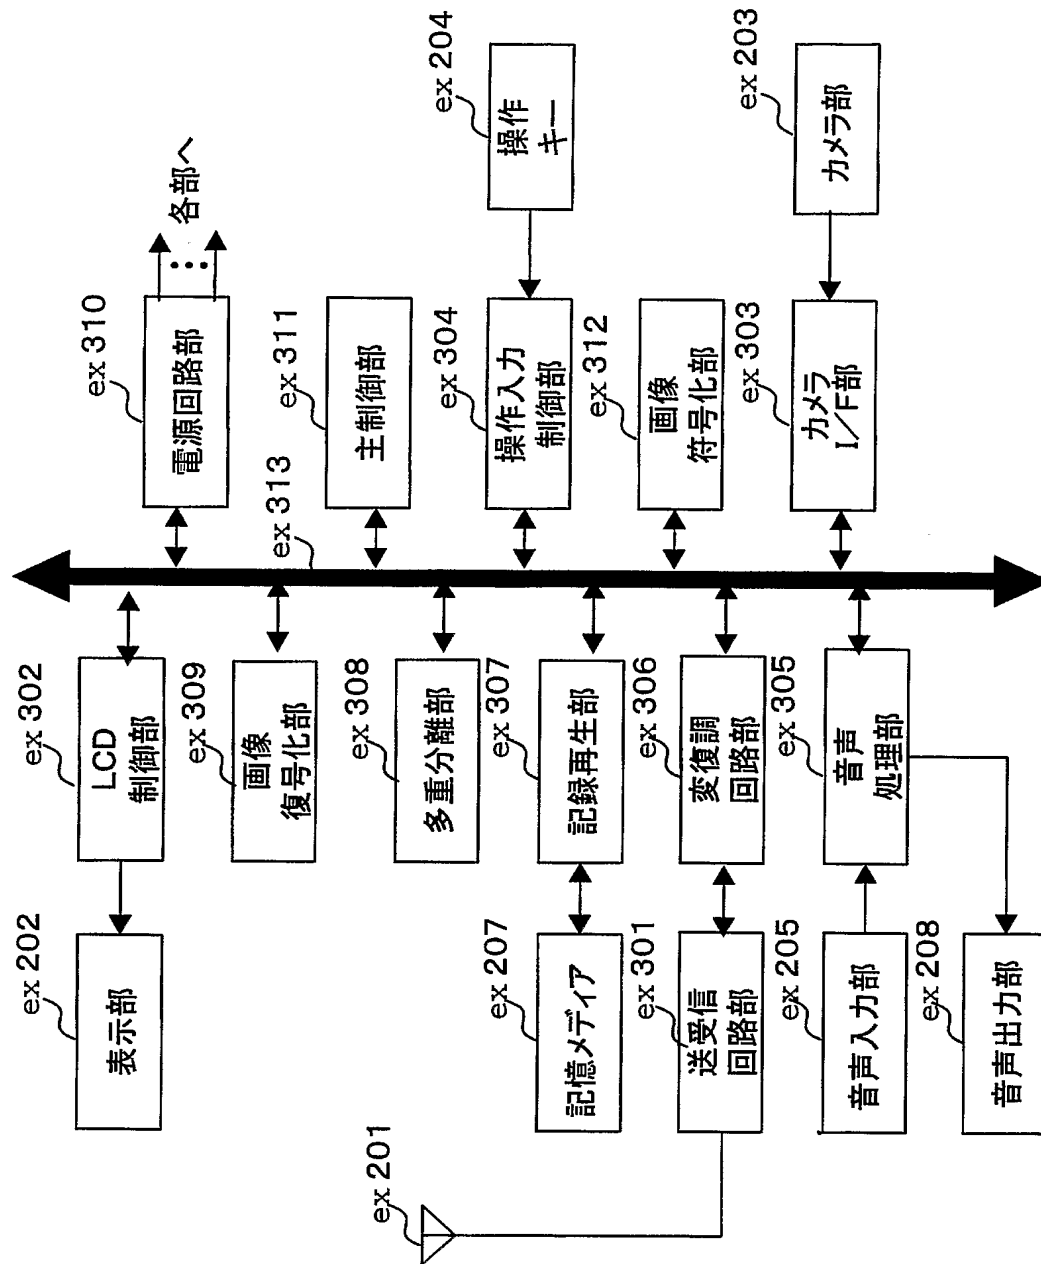 ex 204
操作
キー
ex 203
カメラ部
各部へ
ex 310
電源回路部
ex 311
主制御部
ex 304
操作入力
制御部
ex 312
画像
符号化部
ex 303
カメラ
I／F部
ex 313
ex 302
LCD
制御部
ex 309
画像
復号化部
ex 308
多重分離部
ex 307
記録再生部
ex 306
変復調
回路部
ex 305
音声
処理部
ex 202
表示部
ex 207
記憶メディア
ex 301
送受信
回路部
ex 205
音声入力部
ex 208
音声出力部
ex 201